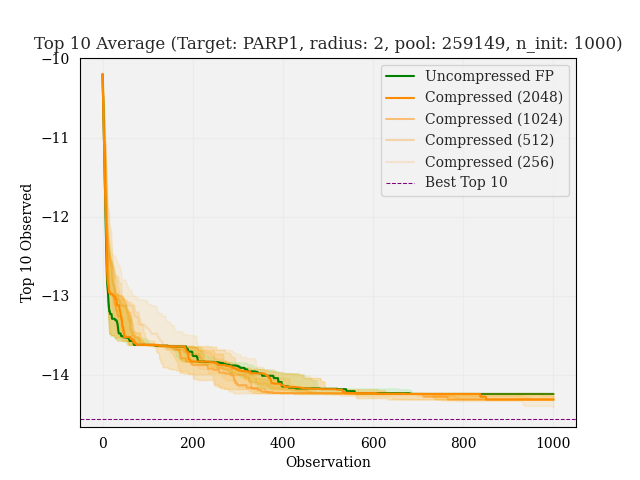 Top 10 Average (Target: PARP1, radius: 2, pool: 259149, n_init: 1000)
Top 10 Observed
−10
−11
−12
−13
−14
Uncompressed FP
Compressed (2048)
Compressed (1024)
Compressed (512)
Compressed (256)
Best Top 10
0 200 400 600 800 1000
Observation